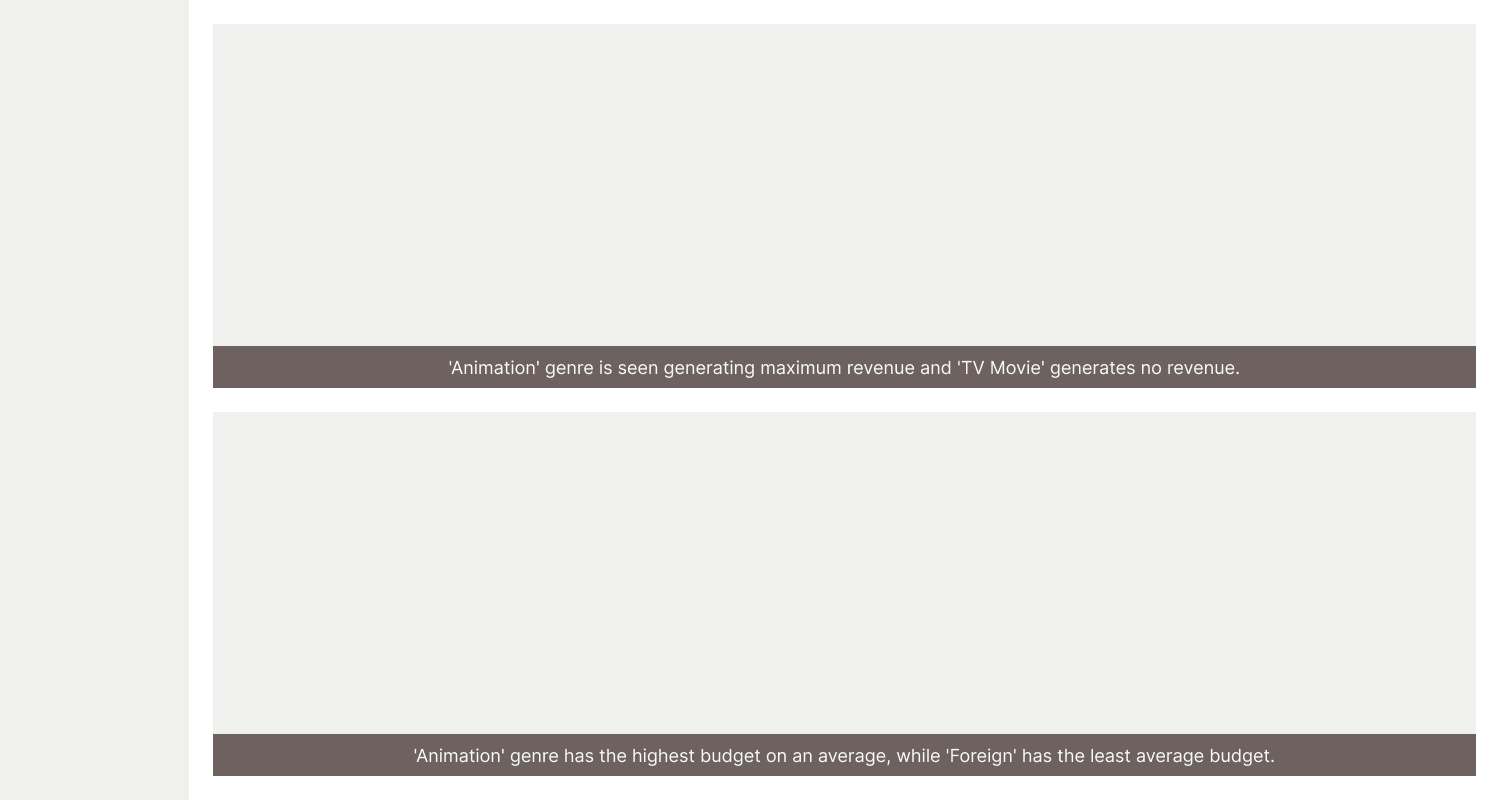 'Animation' genre is seen generating maximum revenue and 'TV Movie' generates no revenue.
'Animation' genre has the highest budget on an average, while 'Foreign' has the least average budget.